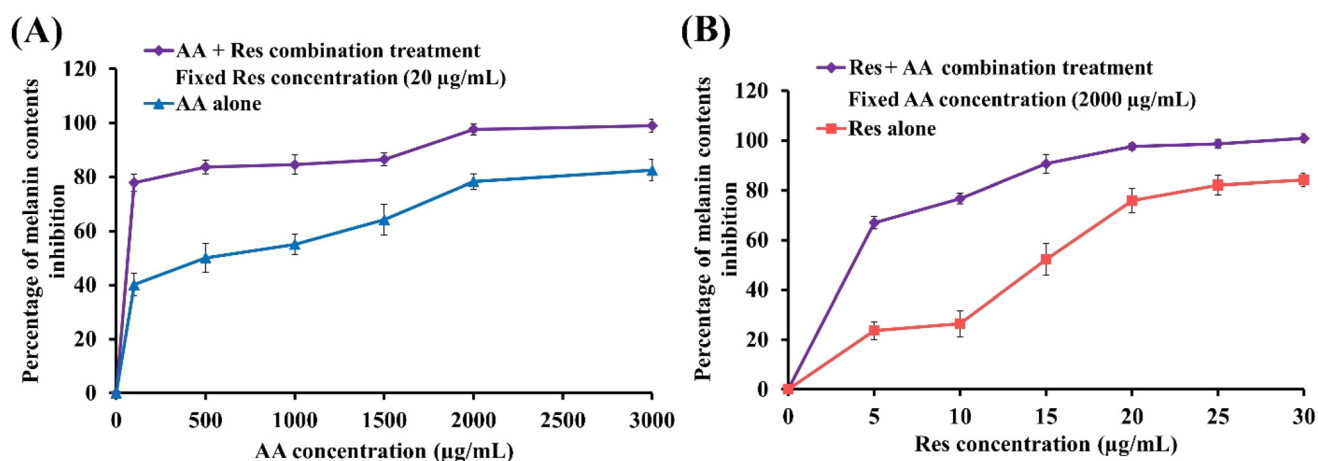 (A)
AA + Res combination treatment
Fixed Res concentration (20 µg/mL)
AA alone
Percentage of melanin contents
inhibition
120
100
80
60
40
20
0
0 500 1000 1500 2000 2500 3000
AA concentration (µg/mL)
(B)
Res+ AA combination treatment
Fixed AA concentration (2000 µg/mL)
Res alone
Percentage of melanin contents
inhibition
120
100
80
60
40
20
0
0 5 10 15 20 25 30
Res concentration (µg/mL)